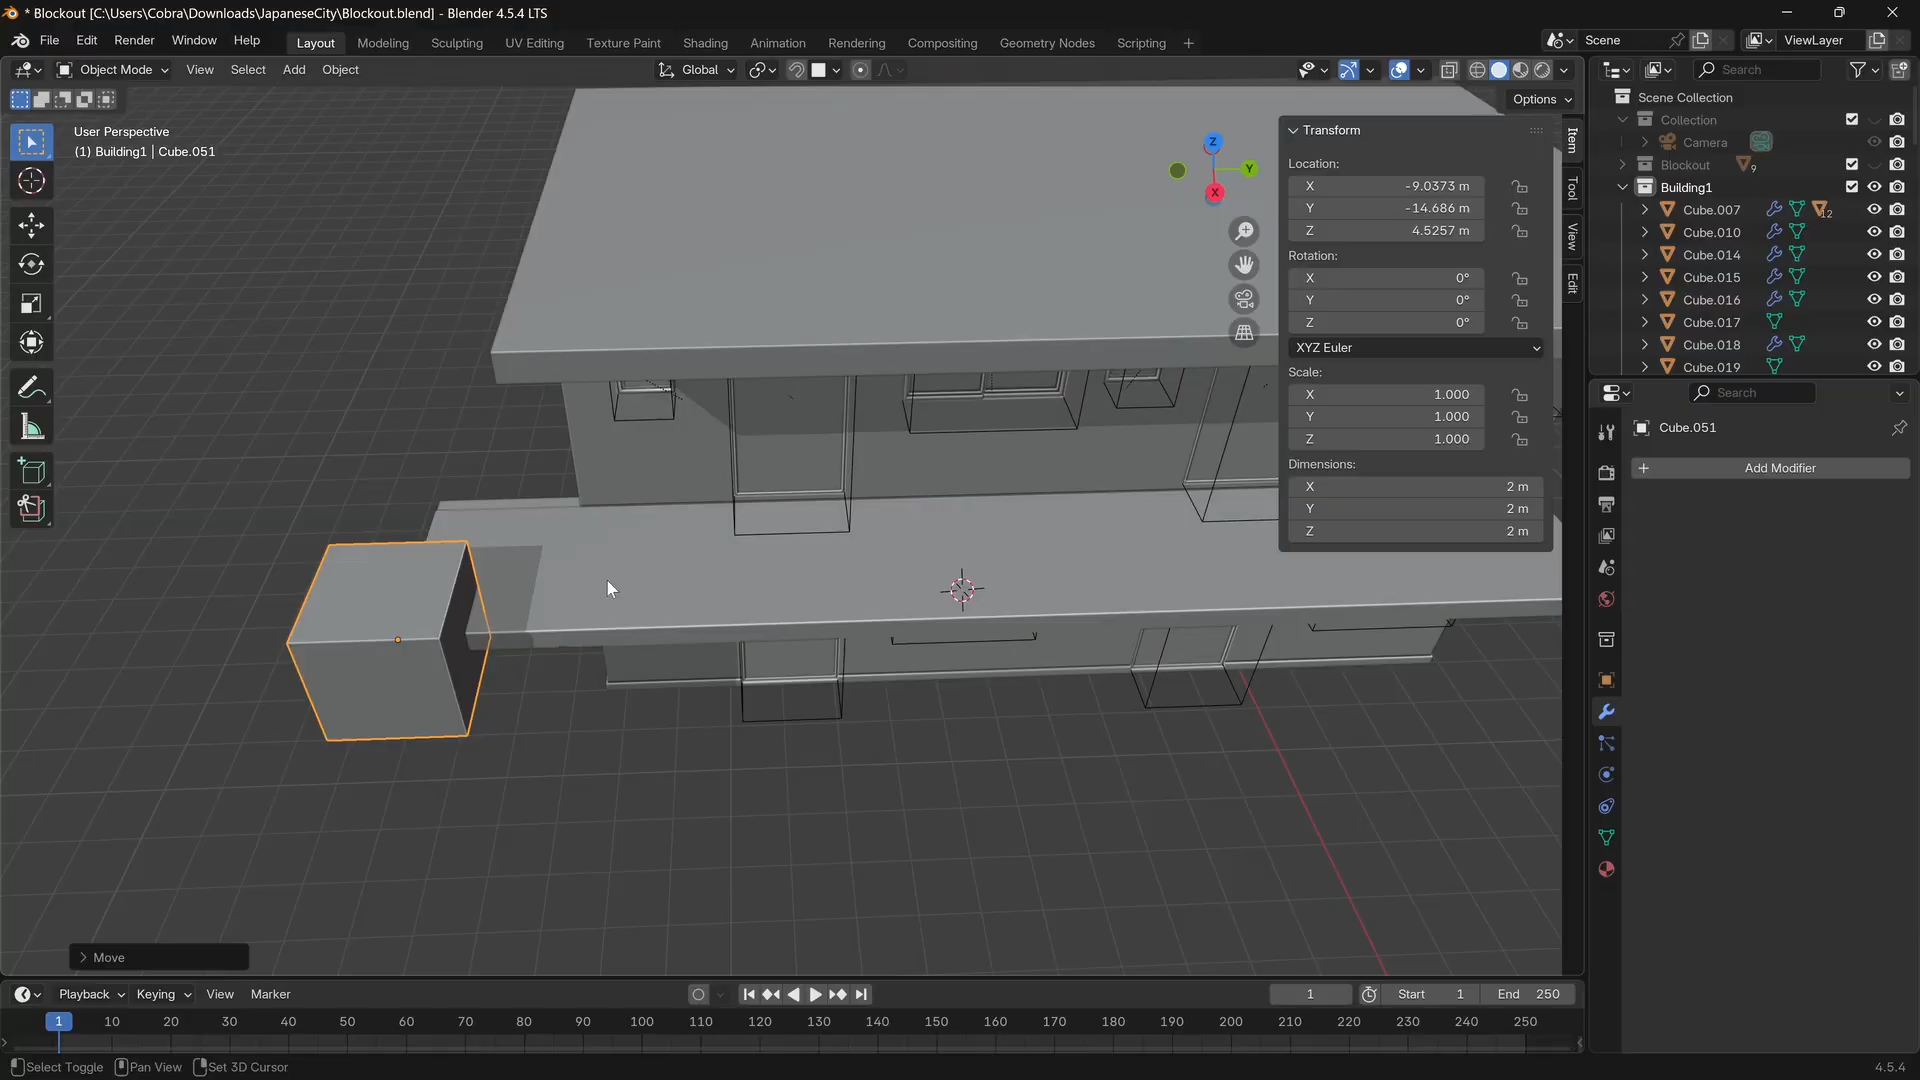 * Blockout [C:\Users\Cobra\Downloads\JapaneseCity\Blockout.blend] - Blender 4.5.4 LTS
File Edit Render Window Help Layout Modeling Sculpting UV Editing Texture Paint Shading Animation Rendering Compositing Geometry Nodes Scripting + Scene ViewLayer
Object Mode View Select Add Object Global Search
Options
User Perspective
(1) Building1 | Cube.051
Transform
Location:
X -9.0373 m
Y -14.686 m
Z 4.5257 m
Rotation:
X 0°
Y 0°
Z 0°
XYZ Euler
Scale:
X 1.000
Y 1.000
Z 1.000
Dimensions:
X 2 m
Y 2 m
Z 2 m
Item
Tool
View
Edit
Z
Y
X
Scene Collection
Collection
Camera
Blockout 9
Building1
Cube.007 12
Cube.010
Cube.014
Cube.015
Cube.016
Cube.017
Cube.018
Cube.019
Search
Cube.051
+ Add Modifier
Move
Playback Keying View Marker 1 Start 1 End 250
1 10 20 30 40 50 60 70 80 90 100 110 120 130 140 150 160 170 180 190 200 210 220 230 240 250
Select Toggle Pan View Set 3D Cursor 4.5.4